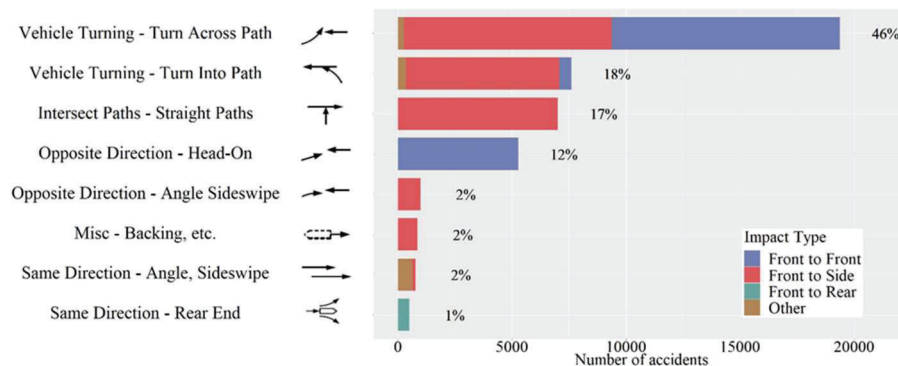 Vehicle Turning - Turn Across Path
46%
Vehicle Turning - Turn Into Path
18%
Intersect Paths - Straight Paths
17%
Opposite Direction - Head-On
12%
Opposite Direction - Angle Sideswipe
2%
Misc - Backing, etc.
2%
Same Direction - Angle, Sideswipe
2%
Same Direction - Rear End
1%
Impact Type
Front to Front
Front to Side
Front to Rear
Other
0 5000 10000 15000 20000
Number of accidents